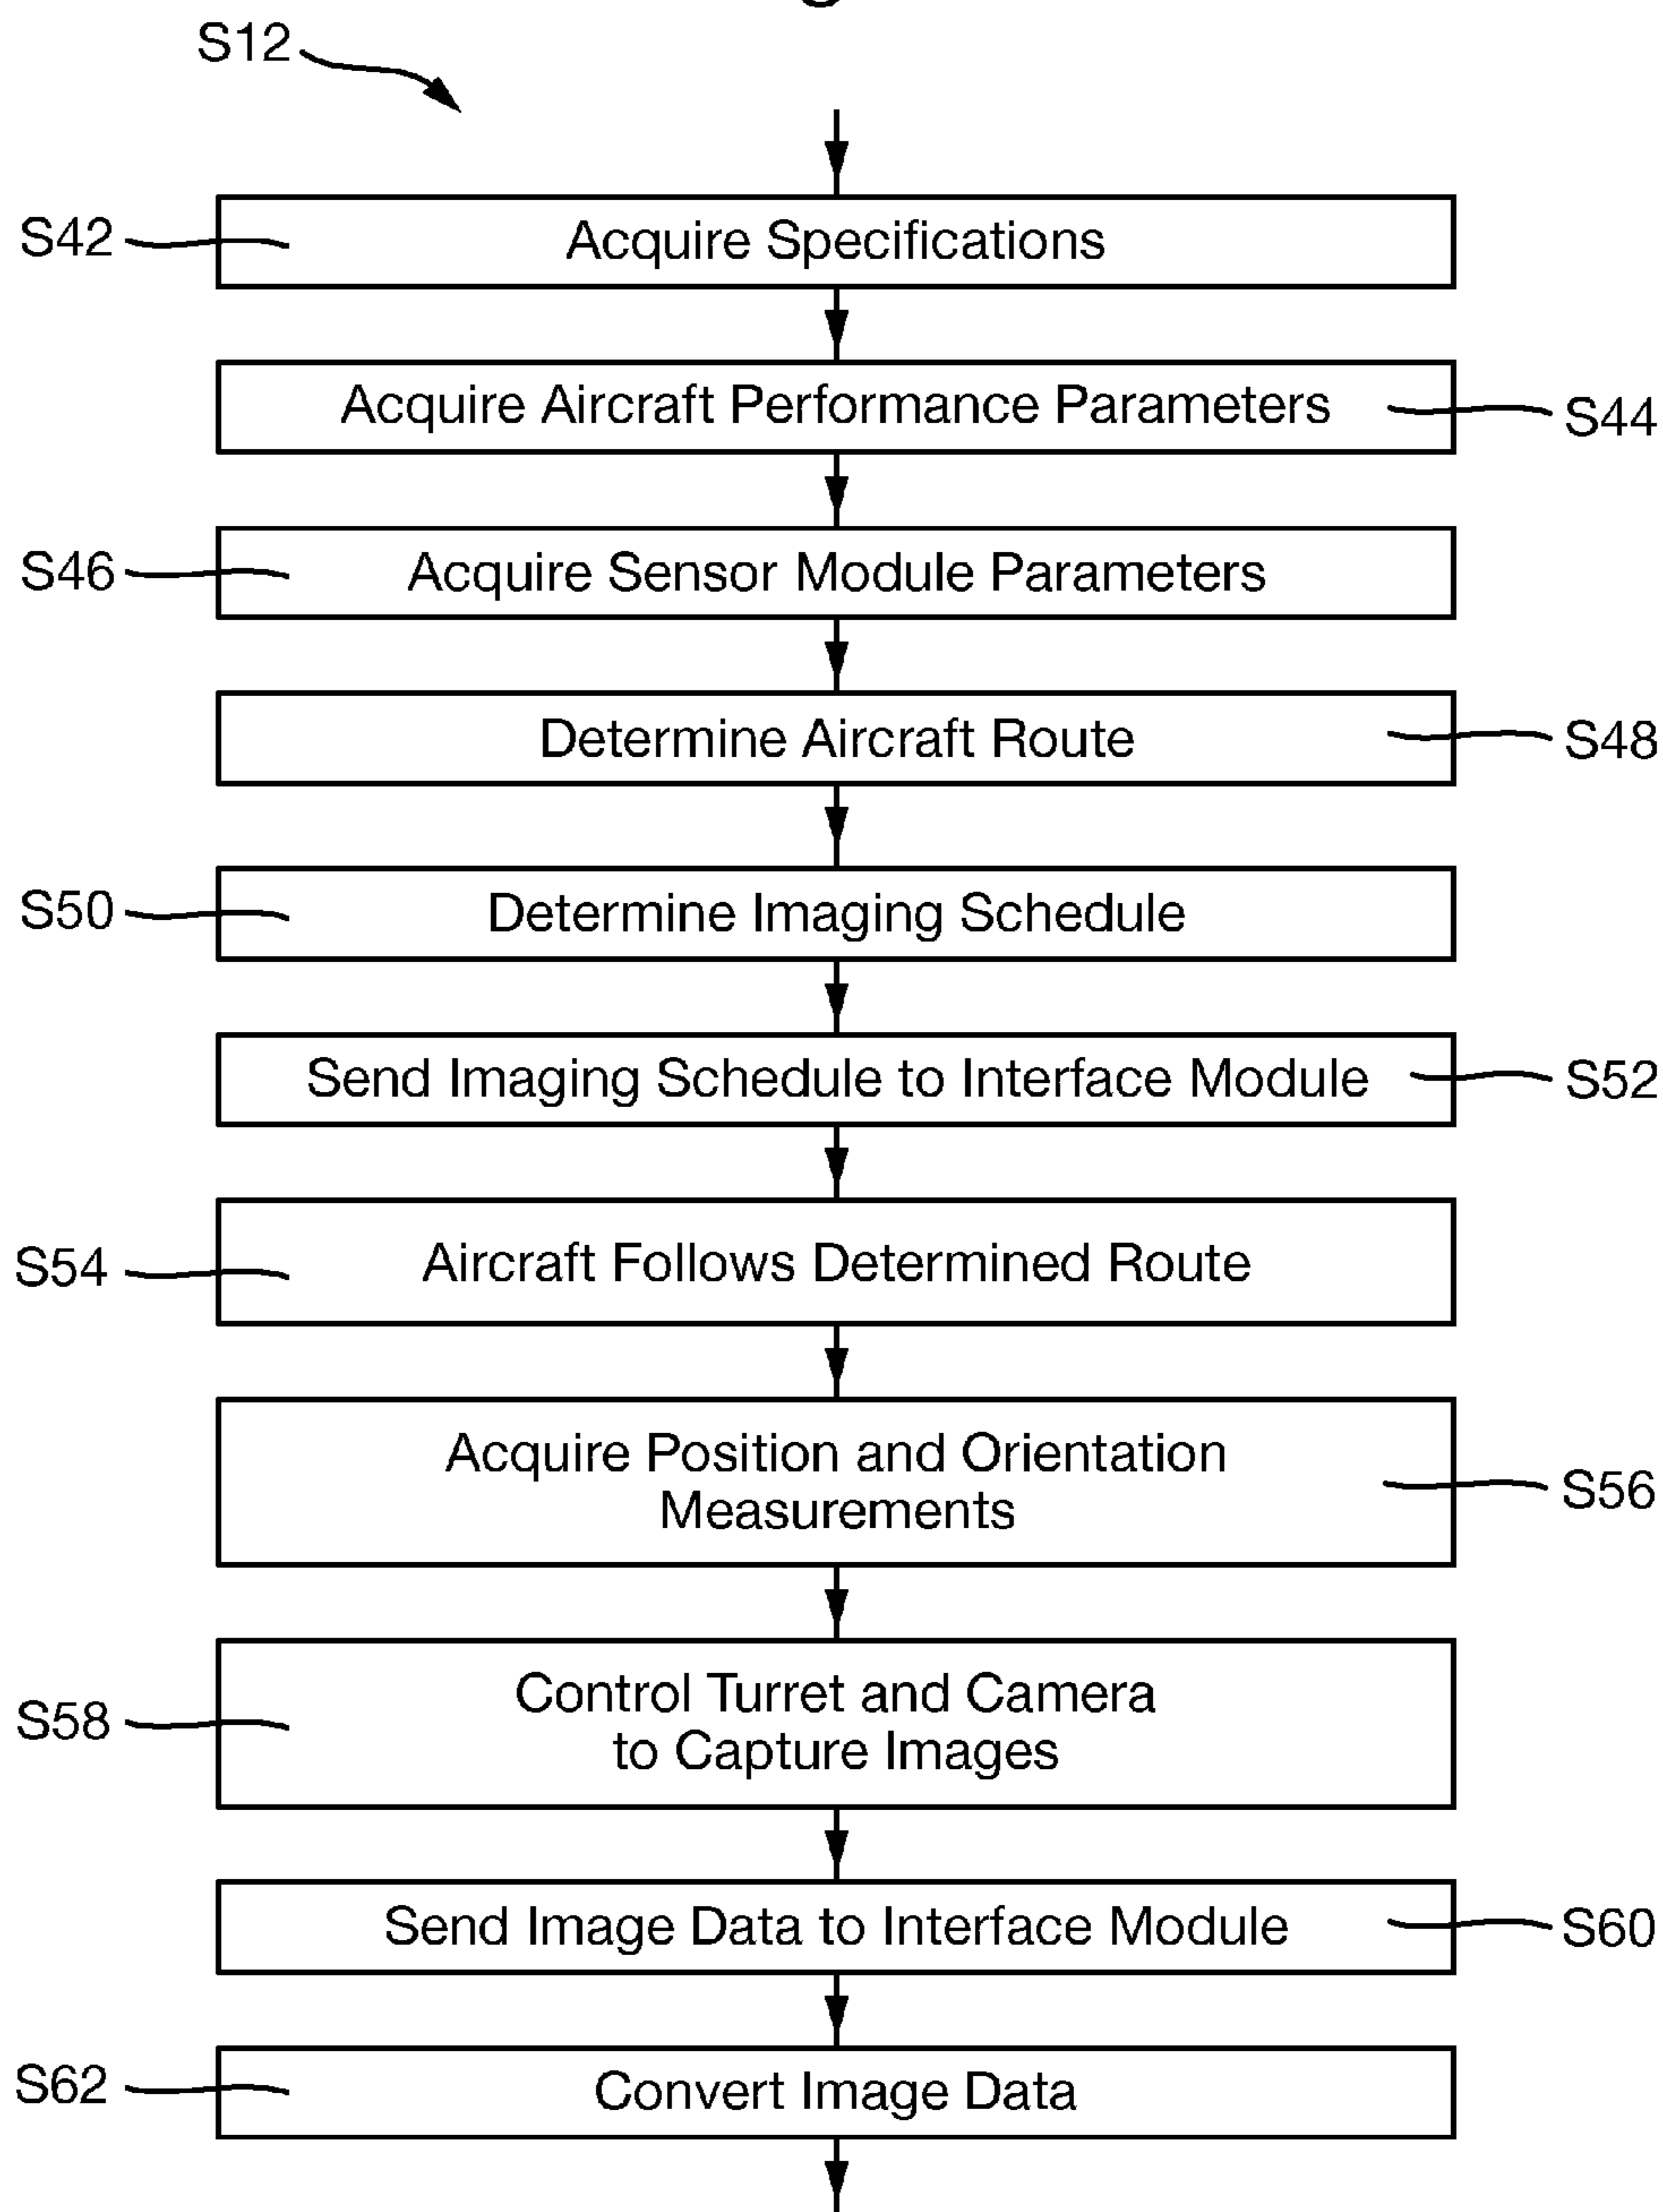 S12
S42
Acquire Specifications
Acquire Aircraft Performance Parameters
S44
S46
Acquire Sensor Module Parameters
Determine Aircraft Route
S48
S50
Determine Imaging Schedule
Send Imaging Schedule to Interface Module
S52
S54
Aircraft Follows Determined Route
Acquire Position and Orientation
Measurements
S56
S58
Control Turret and Camera
to Capture Images
Send Image Data to Interface Module
S60
S62
Convert Image Data